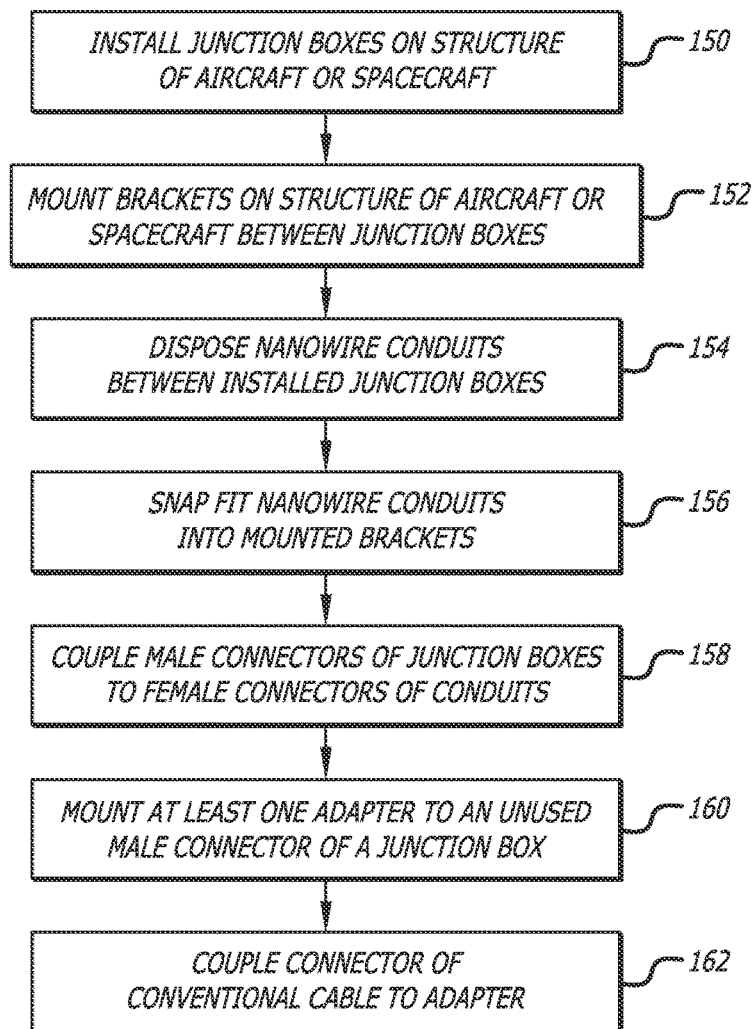 INSTALL JUNCTION BOXES ON STRUCTURE
OF AIRCRAFT OR SPACECRAFT
150
MOUNT BRACKETS ON STRUCTURE OF AIRCRAFT OR
SPACECRAFT BETWEEN JUNCTION BOXES
152
DISPOSE NANOWIRE CONDUITS
BETWEEN INSTALLED JUNCTION BOXES
154
SNAP FIT NANOWIRE CONDUITS
INTO MOUNTED BRACKETS
156
COUPLE MALE CONNECTORS OF JUNCTION BOXES
TO FEMALE CONNECTORS OF CONDUITS
158
MOUNT AT LEAST ONE ADAPTER TO AN UNUSED
MALE CONNECTOR OF A JUNCTION BOX
160
COUPLE CONNECTOR OF
CONVENTIONAL CABLE TO ADAPTER
162